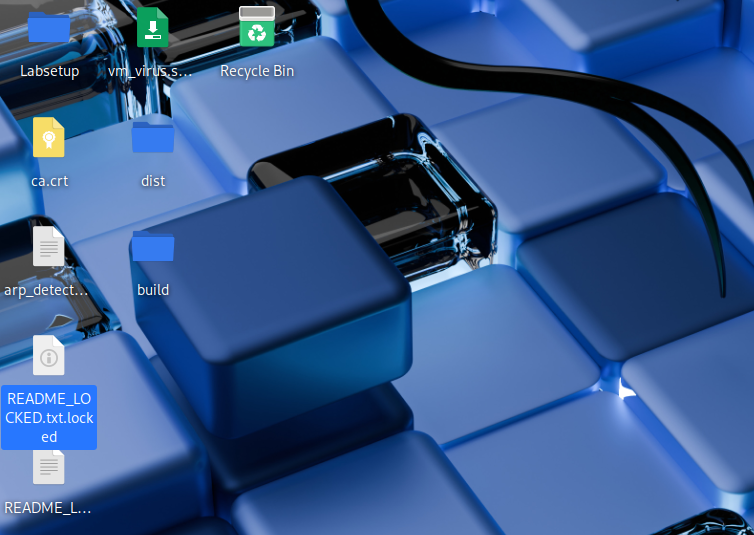 Labsetup
vm_virus.s...
Recycle Bin
ca.crt
dist
arp_detect...
build
README_LO
CKED.txt.lock
ed
README_L...